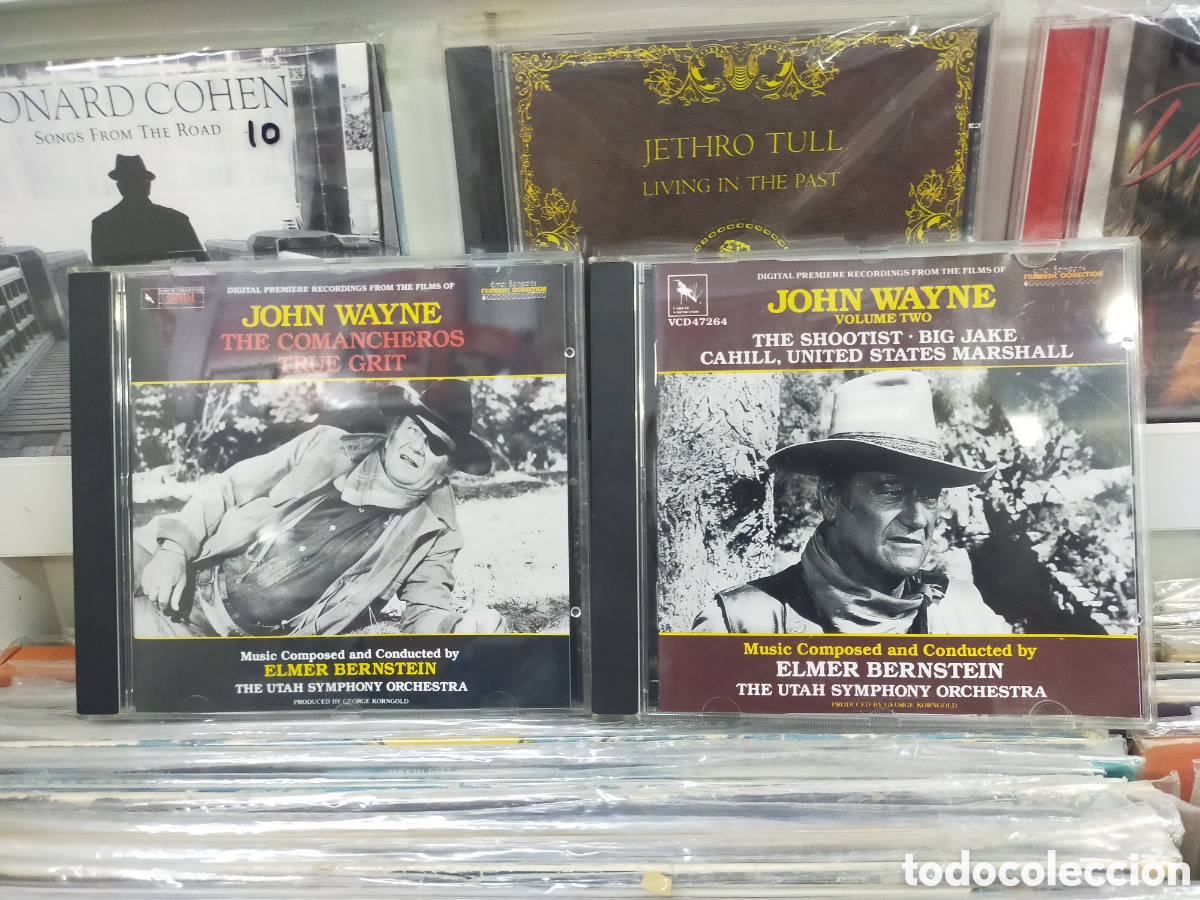 ONARD COHEN
SONGS FROM THE ROAD
10
JETHRO TULL
LIVING IN THE PAST
DIGITAL PREMIERE RECORDINGS FROM THE FILMS OF
JOHN WAYNE
THE COMANCHEROS
TRUE GRIT
Music Composed and Conducted by
ELMER BERNSTEIN
THE UTAH SYMPHONY ORCHESTRA
PRODUCED BY GEORGE KORNGOLD
DIGITAL PREMIERE RECORDINGS FROM THE FILMS OF
VCD47264
JOHN WAYNE
VOLUME TWO
THE SHOOTIST · BIG JAKE
CAHILL, UNITED STATES MARSHALL
Music Composed and Conducted by
ELMER BERNSTEIN
THE UTAH SYMPHONY ORCHESTRA
PRODUCED BY GEORGE KORNGOLD
todocoleccion